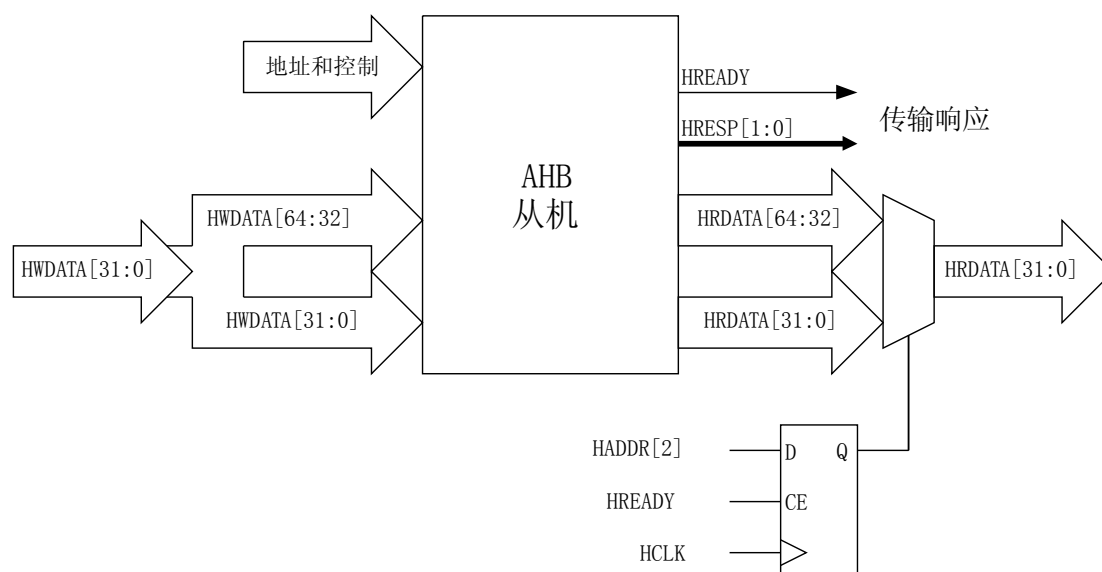 地址和控制
HREADY
HRESP[1:0]
传输响应
AHB
从机
HWDATA[64:32]
HRDATA[64:32]
HWDATA[31:0]
HRDATA[31:0]
HWDATA[31:0]
HRDATA[31:0]
HADDR[2]
D
Q
HREADY
CE
HCLK